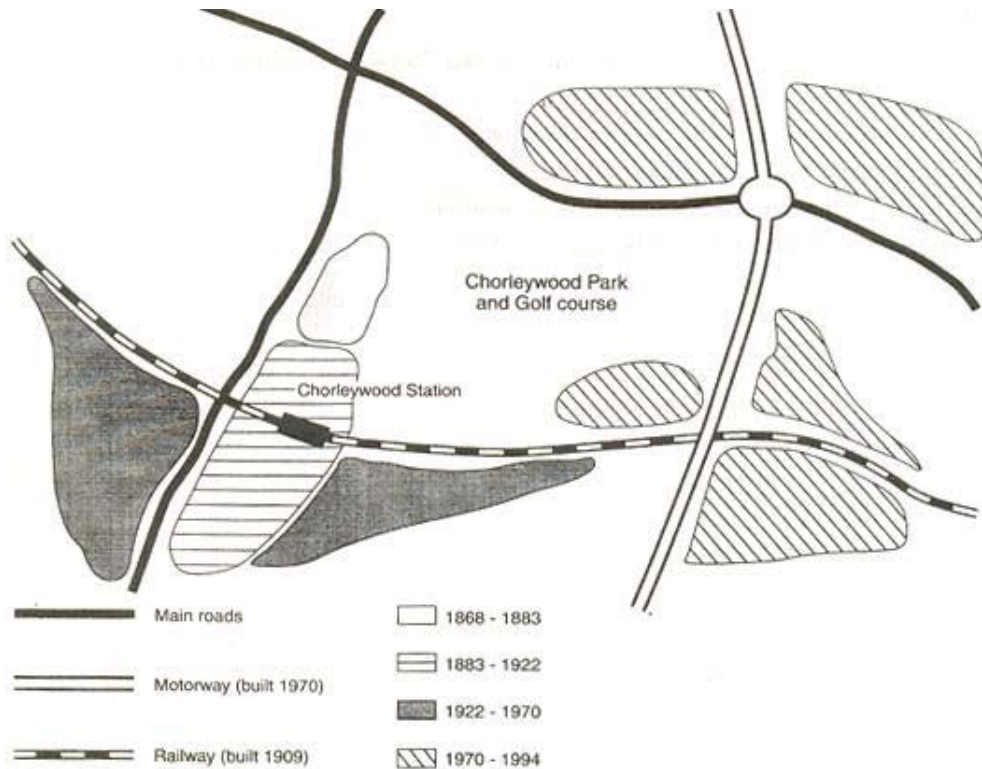 Chorleywood Park
and Golf course
Chorleywood Station
Main roads
Motorway (built 1970)
Railway (built 1909)
1868 - 1883
1883 - 1922
1922 - 1970
1970 - 1994